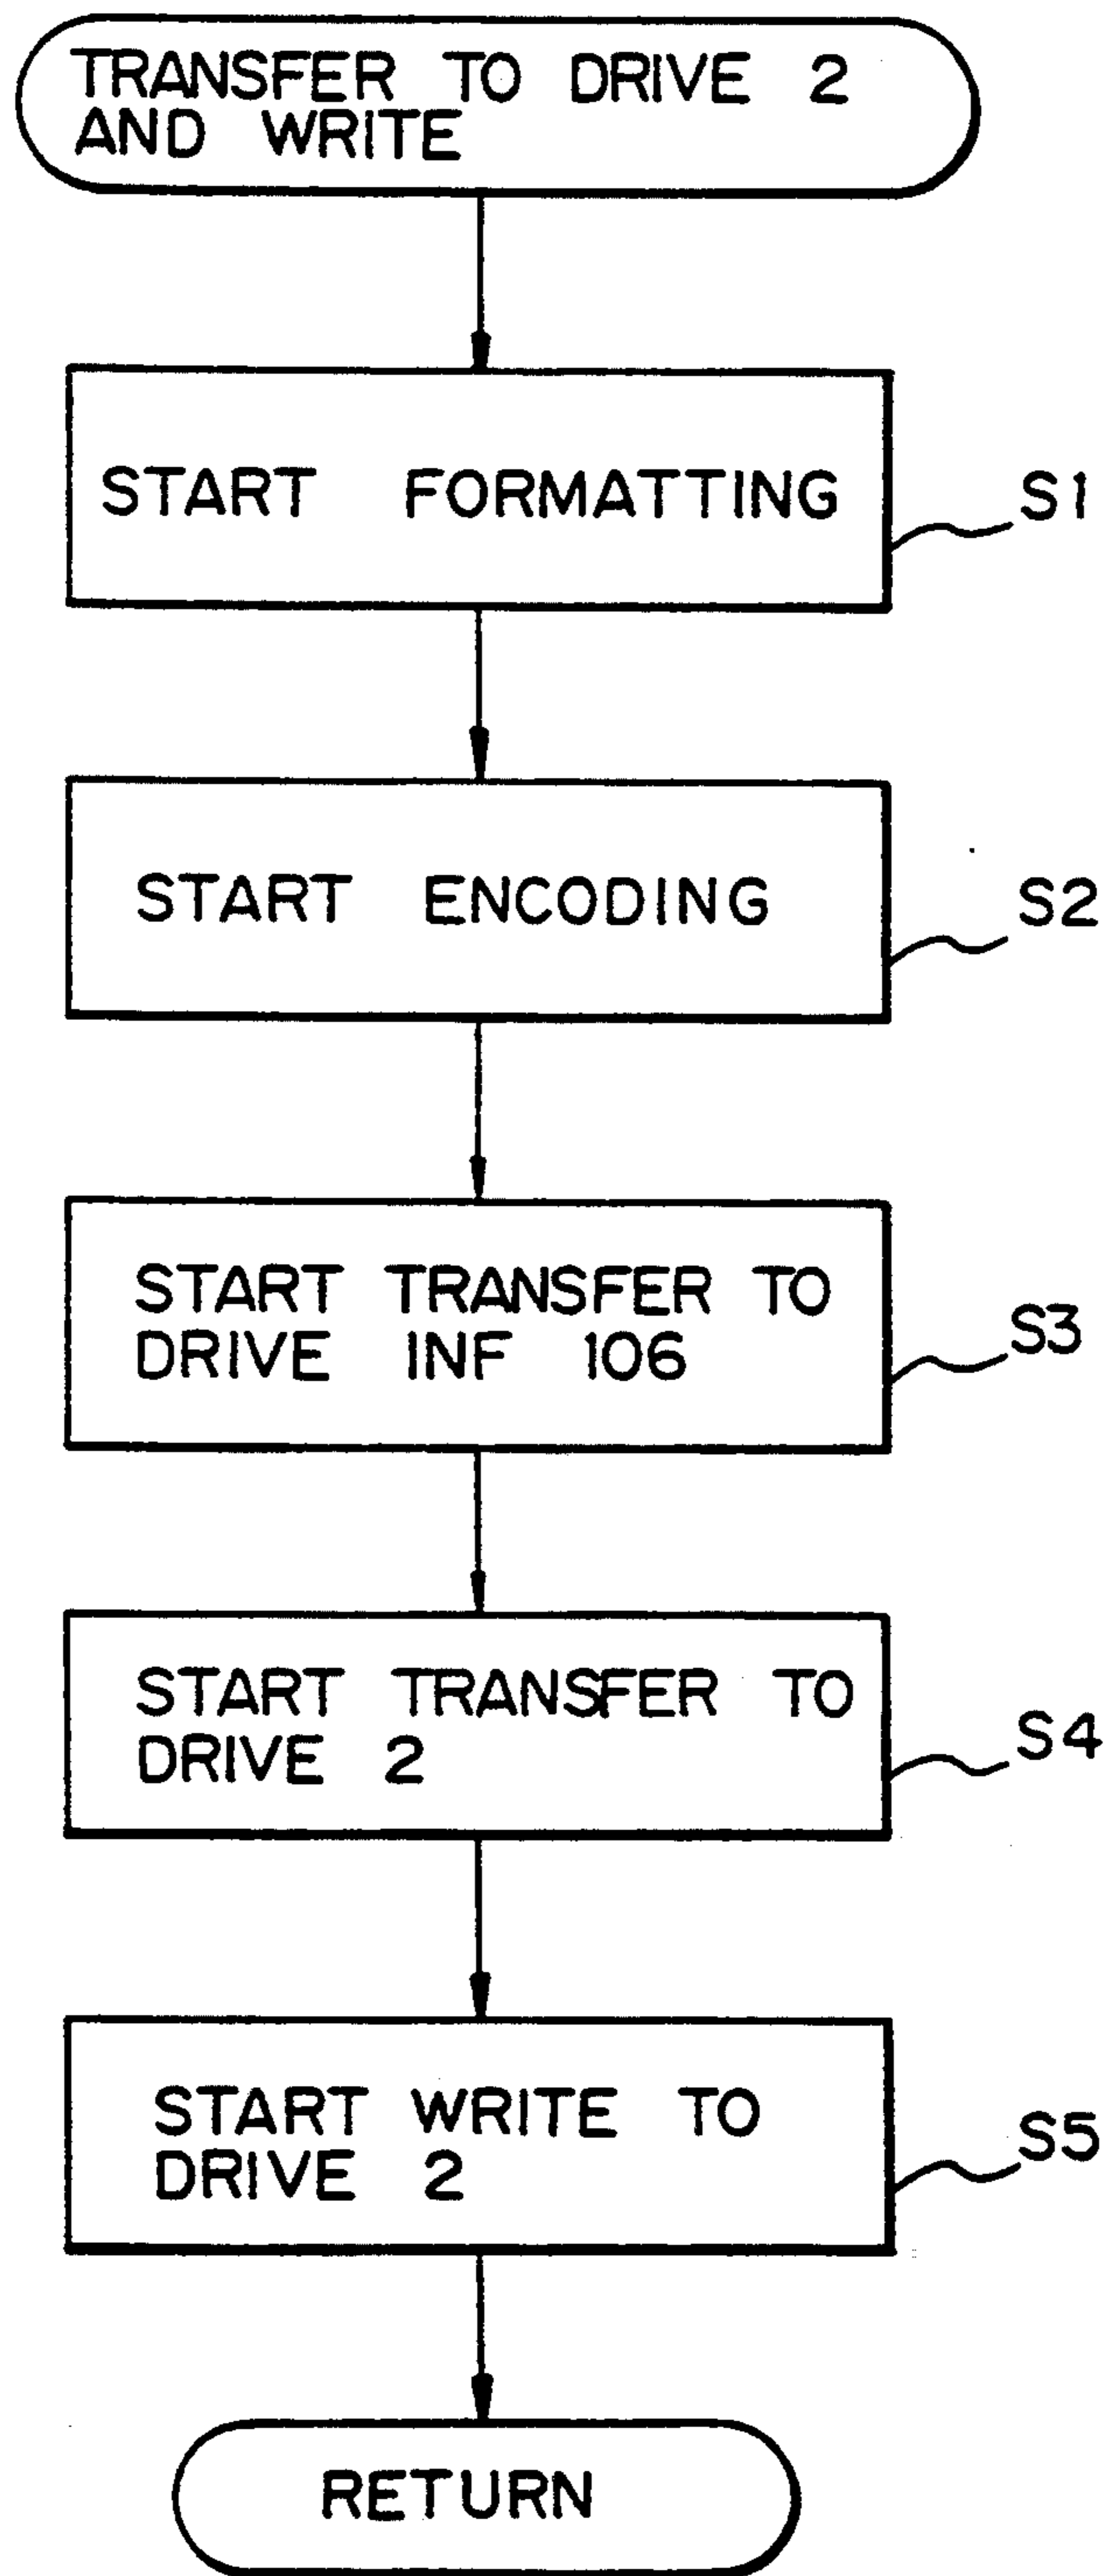 TRANSFER TO DRIVE 2
AND WRITE
START FORMATTING
S1
START ENCODING
S2
START TRANSFER TO
DRIVE INF 106
S3
START TRANSFER TO
DRIVE 2
S4
START WRITE TO
DRIVE 2
S5
RETURN